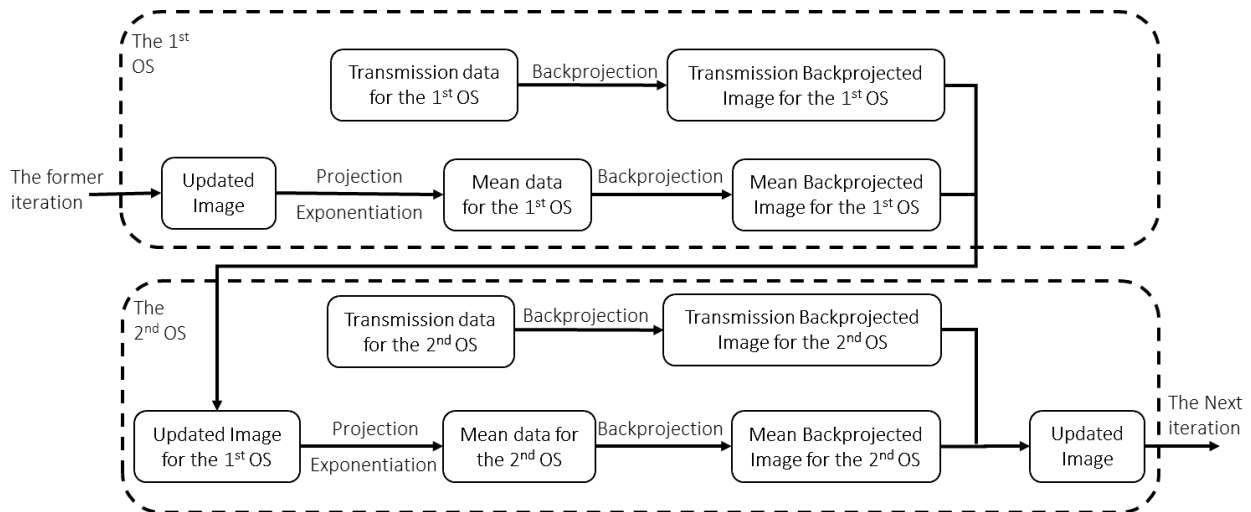 The 1st
OS
Transmission data
for the 1st OS
Backprojection
Transmission Backprojected
Image for the 1st OS
The former
iteration
Updated
Image
Projection
Exponentiation
Mean data
for the 1st OS
Backprojection
Mean Backprojected
Image for the 1st OS
The
2nd OS
Transmission data
for the 2nd OS
Backprojection
Transmission Backprojected
Image for the 2nd OS
Updated Image
for the 1st OS
Projection
Exponentiation
Mean data for
the 2nd OS
Backprojection
Mean Backprojected
Image for the 2nd OS
Updated
Image
The Next
iteration